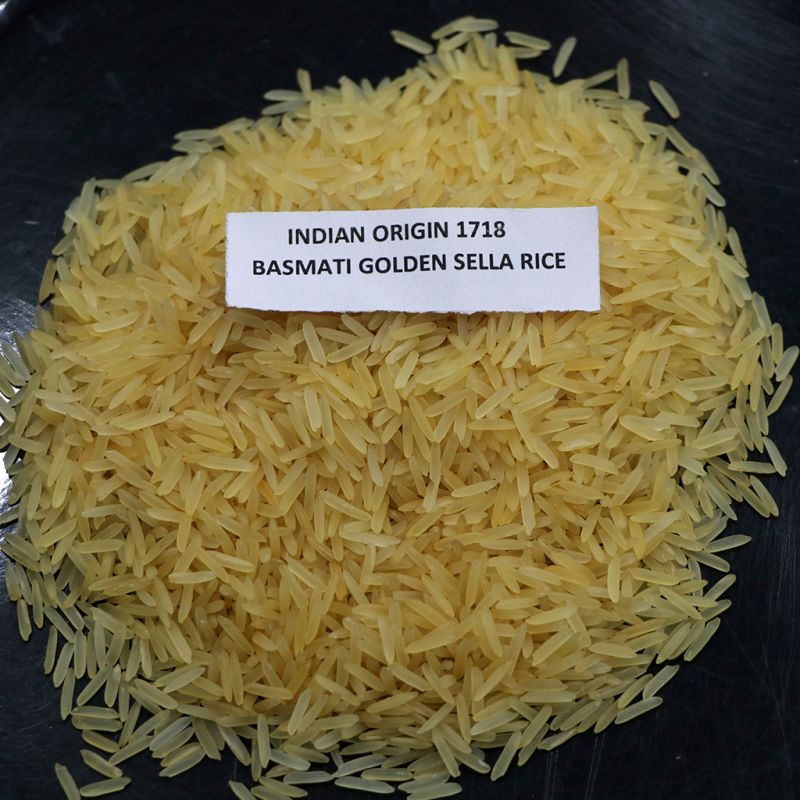 INDIAN ORIGIN 1718
BASMATI GOLDEN SELLA RICE